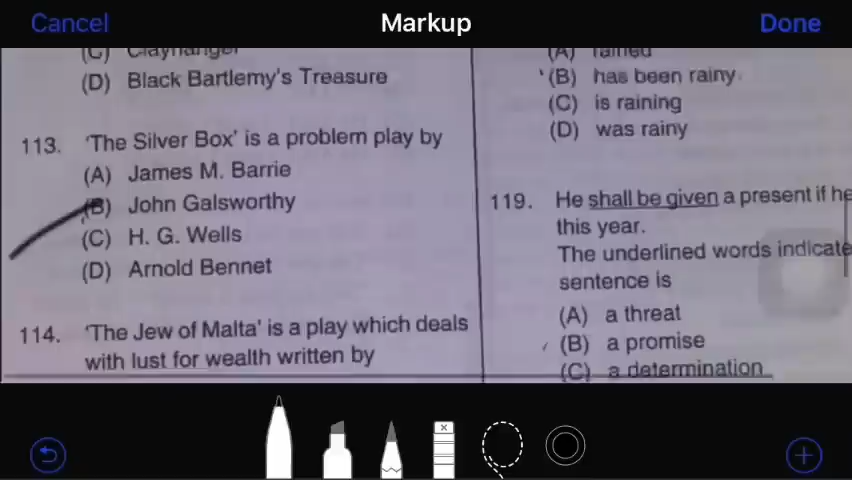 Cancel
Markup
Done
(C) Clayhanger
(D) Black Bartlemy's Treasure
113. 'The Silver Box' is a problem play by
(A) James M. Barrie
(B) John Galsworthy
(C) H. G. Wells
(D) Arnold Bennet
114. 'The Jew of Malta' is a play which deals
with lust for wealth written by
(A) rained
(B) has been rainy
(C) is raining
(D) was rainy
119. He shall be given a present if he
this year.
The underlined words indicate
sentence is
(A) a threat
(B) a promise
(C) a determination